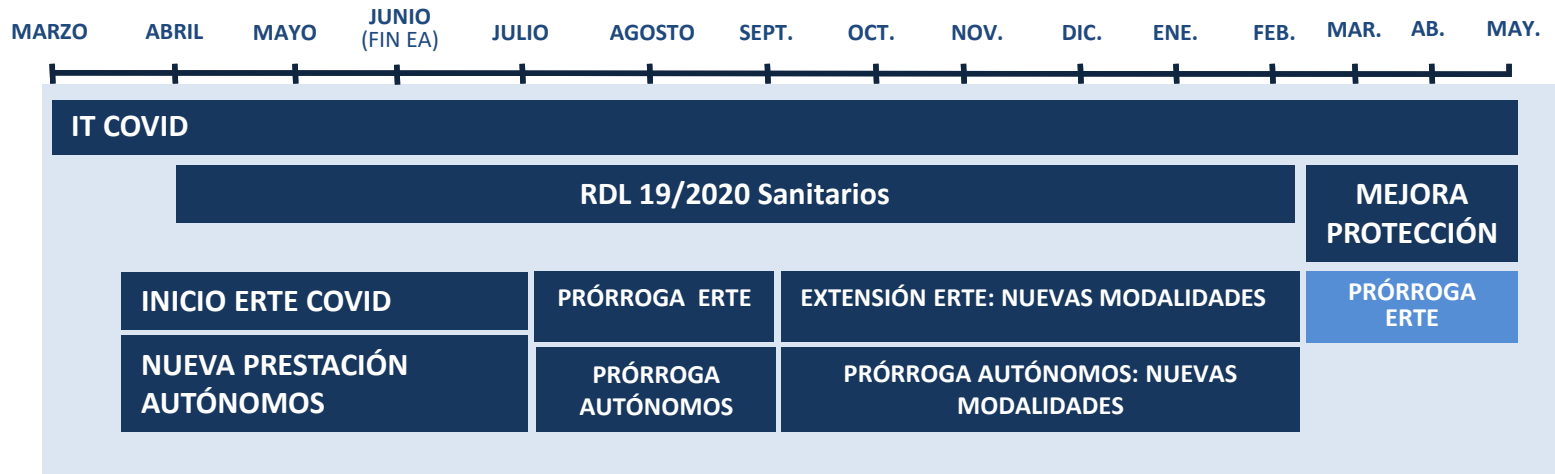 MARZO ABRIL MAYO JUNIO (FIN EA) JULIO AGOSTO SEPT. OCT. NOV. DIC. ENE. FEB. MAR. AB. MAY.
IT COVID
RDL 19/2020 Sanitarios
MEJORA
PROTECCIÓN
INICIO ERTE COVID
PRÓRROGA ERTE
EXTENSIÓN ERTE: NUEVAS MODALIDADES
PRÓRROGA
ERTE
NUEVA PRESTACIÓN
AUTÓNOMOS
PRÓRROGA
AUTÓNOMOS
PRÓRROGA AUTÓNOMOS: NUEVAS
MODALIDADES